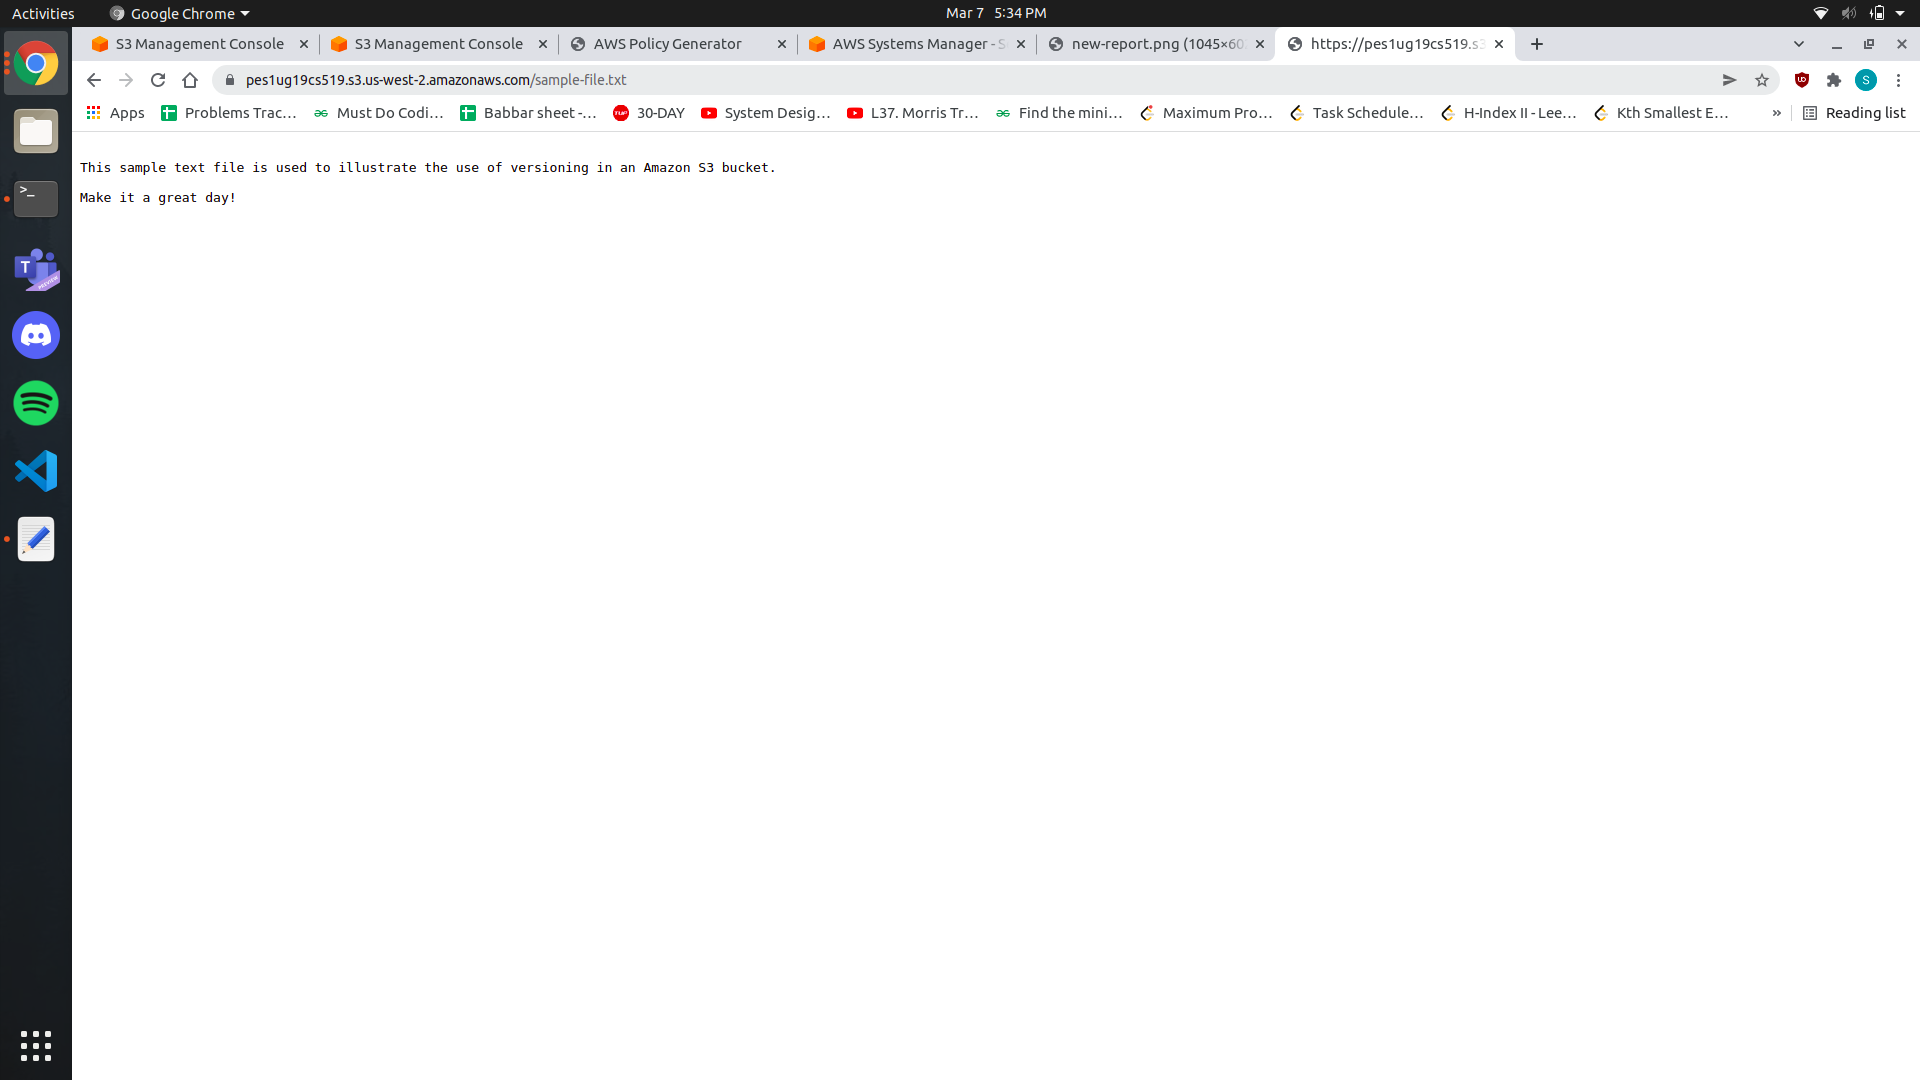 Activities
Google Chrome
Mar 7 5:34 PM
S3 Management Console
S3 Management Console
AWS Policy Generator
AWS Systems Manager - S
new-report.png (1045×60
https://pes1ug19cs519.s3
pes1ug19cs519.s3.us-west-2.amazonaws.com/sample-file.txt
S
Apps
Problems Trac…
Must Do Codi…
Babbar sheet -…
30-DAY
System Desig…
L37. Morris Tr…
Find the mini…
Maximum Pro…
Task Schedule…
H-Index II - Lee…
Kth Smallest E…
»
Reading list
This sample text file is used to illustrate the use of versioning in an Amazon S3 bucket.
Make it a great day!
>_
T